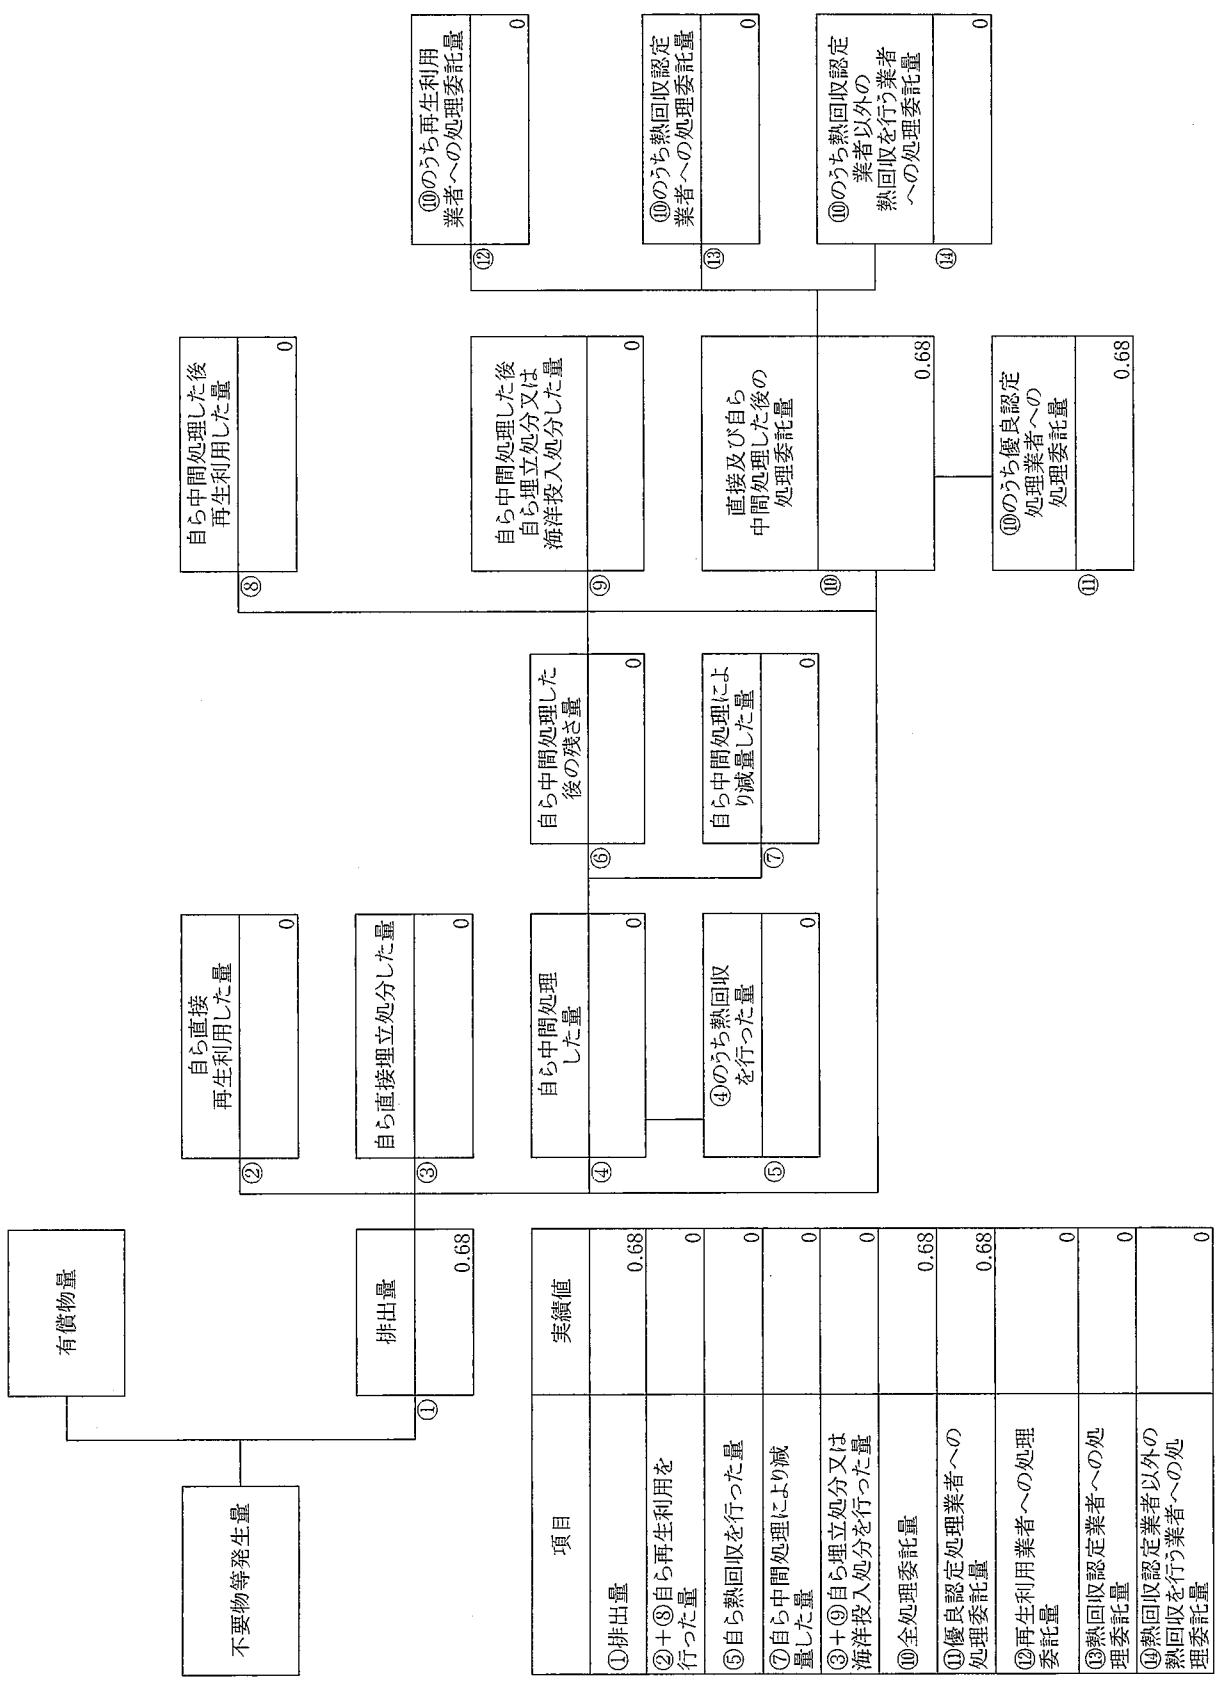 不要物等発生量
有償物量
①
排出量
0.68
②
自ら直接
再生利用した量
0
③
自ら直接埋立処分した量
0
④
自ら中間処理
した量
0
⑤
④のうち熱回収
を行った量
0
⑥
自ら中間処理した
後の残さ量
0
⑦
自ら中間処理によ
り減量した量
0
⑧
自ら中間処理した後
再生利用した量
0
⑨
自ら中間処理した後
自ら埋立処分又は
海洋投入処分した量
0
⑩
直接及び自ら
中間処理した後の
処理委託量
0.68
⑪
⑩のうち優良認定
処理業者への
処理委託量
0.68
⑫
⑩のうち再生利用
業者への処理委託量
0
⑬
⑩のうち熱回収認定
業者への処理委託量
0
⑭
⑩のうち熱回収認定
業者以外の
熱回収を行う業者
への処理委託量
0
項目 実績値
①排出量 0.68
②+⑧自ら再生利用を
行った量 0
⑤自ら熱回収を行った量 0
⑦自ら中間処理により減
量した量 0
③+⑨自ら埋立処分又は
海洋投入処分を行った量 0
⑩全処理委託量 0.68
⑪優良認定処理業者への
処理委託量 0.68
⑫再生利用業者への処理
委託量 0
⑬熱回収認定業者への処
理委託量 0
⑭熱回収認定業者以外の
熱回収を行う業者への処
理委託量 0